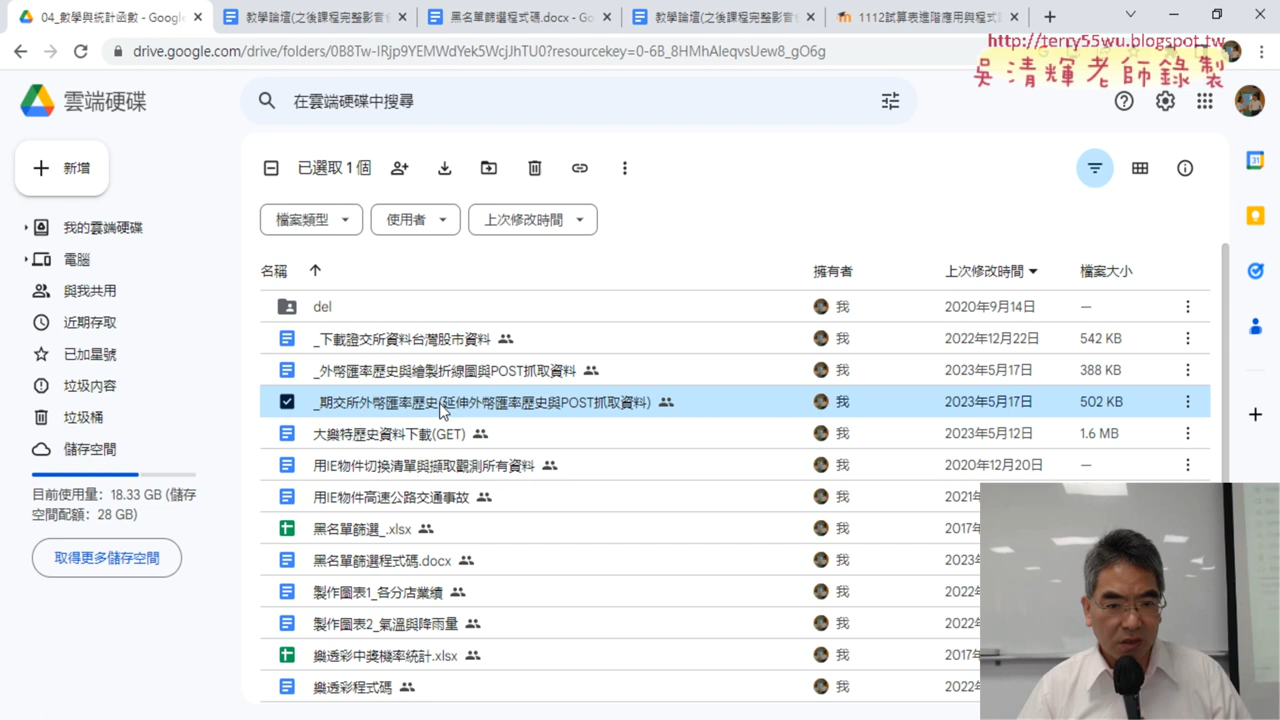 04_數學與統計函數 - Google
教學論壇(之後課程完整影音
黑名單篩選程式碼.docx - Go
教學論壇(之後課程完整影音
1112試算表進階應用與程式
drive.google.com/drive/folders/0B8Tw-IRjp9YEMWdYek5WcjJhTU0?resourcekey=0-6B_8HMhAleqvsUew8_gO6g
http://terry55wu.blogspot.tw
吳清輝老師錄製
雲端硬碟
在雲端硬碟中搜尋
新增
已選取 1 個
檔案類型
使用者
上次修改時間
我的雲端硬碟
電腦
與我共用
近期存取
已加星號
垃圾內容
垃圾桶
儲存空間
目前使用量：18.33 GB (儲存
空間配額：28 GB)
取得更多儲存空間
名稱 擁有者 上次修改時間 檔案大小
del 我 2020年9月14日 —
_下載證交所資料台灣股市資料 我 2022年12月22日 542 KB
_外幣匯率歷史與繪製折線圖與POST抓取資料 我 2023年5月17日 388 KB
_期交所外幣匯率歷史(延伸外幣匯率歷史與POST抓取資料) 我 2023年5月17日 502 KB
大樂特歷史資料下載(GET) 我 2023年5月12日 1.6 MB
用IE物件切換清單與擷取觀測所有資料 我 2020年12月20日 —
用IE物件高速公路交通事故 我 2021
黑名單篩選_.xlsx 我 2017
黑名單篩選程式碼.docx 我 2023
製作圖表1_各分店業績 我 2022
製作圖表2_氣溫與降雨量 我 2022
樂透彩中獎機率統計.xlsx 我 2017
樂透彩程式碼 我 2022
31